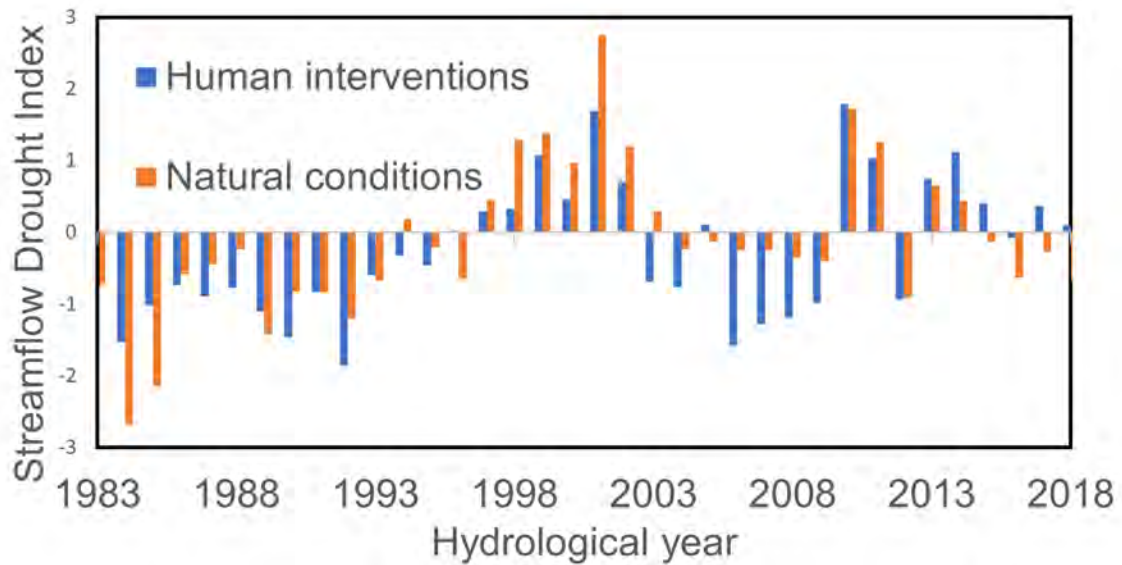 Streamflow Drought Index
3
2
1
0
-1
-2
-3
Human interventions
Natural conditions
1983 1988 1993 1998 2003 2008 2013 2018
Hydrological year